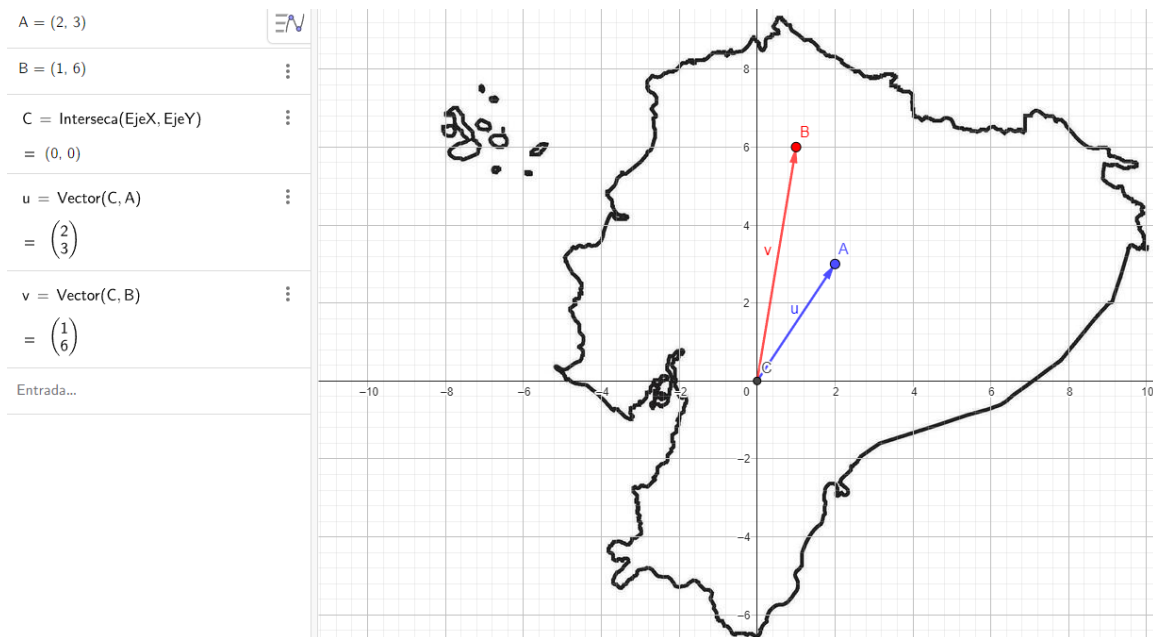 A = (2, 3)
B = (1, 6)
C = Interseca(EjeX, EjeY)
= (0, 0)
u = Vector(C, A)
= (2
3)
v = Vector(C, B)
= (1
6)
Entrada...
8
6
4
2
0
−2
−4
−6
−10
−8
−6
−4
−2
2
4
6
8
10
B
A
v
u
C